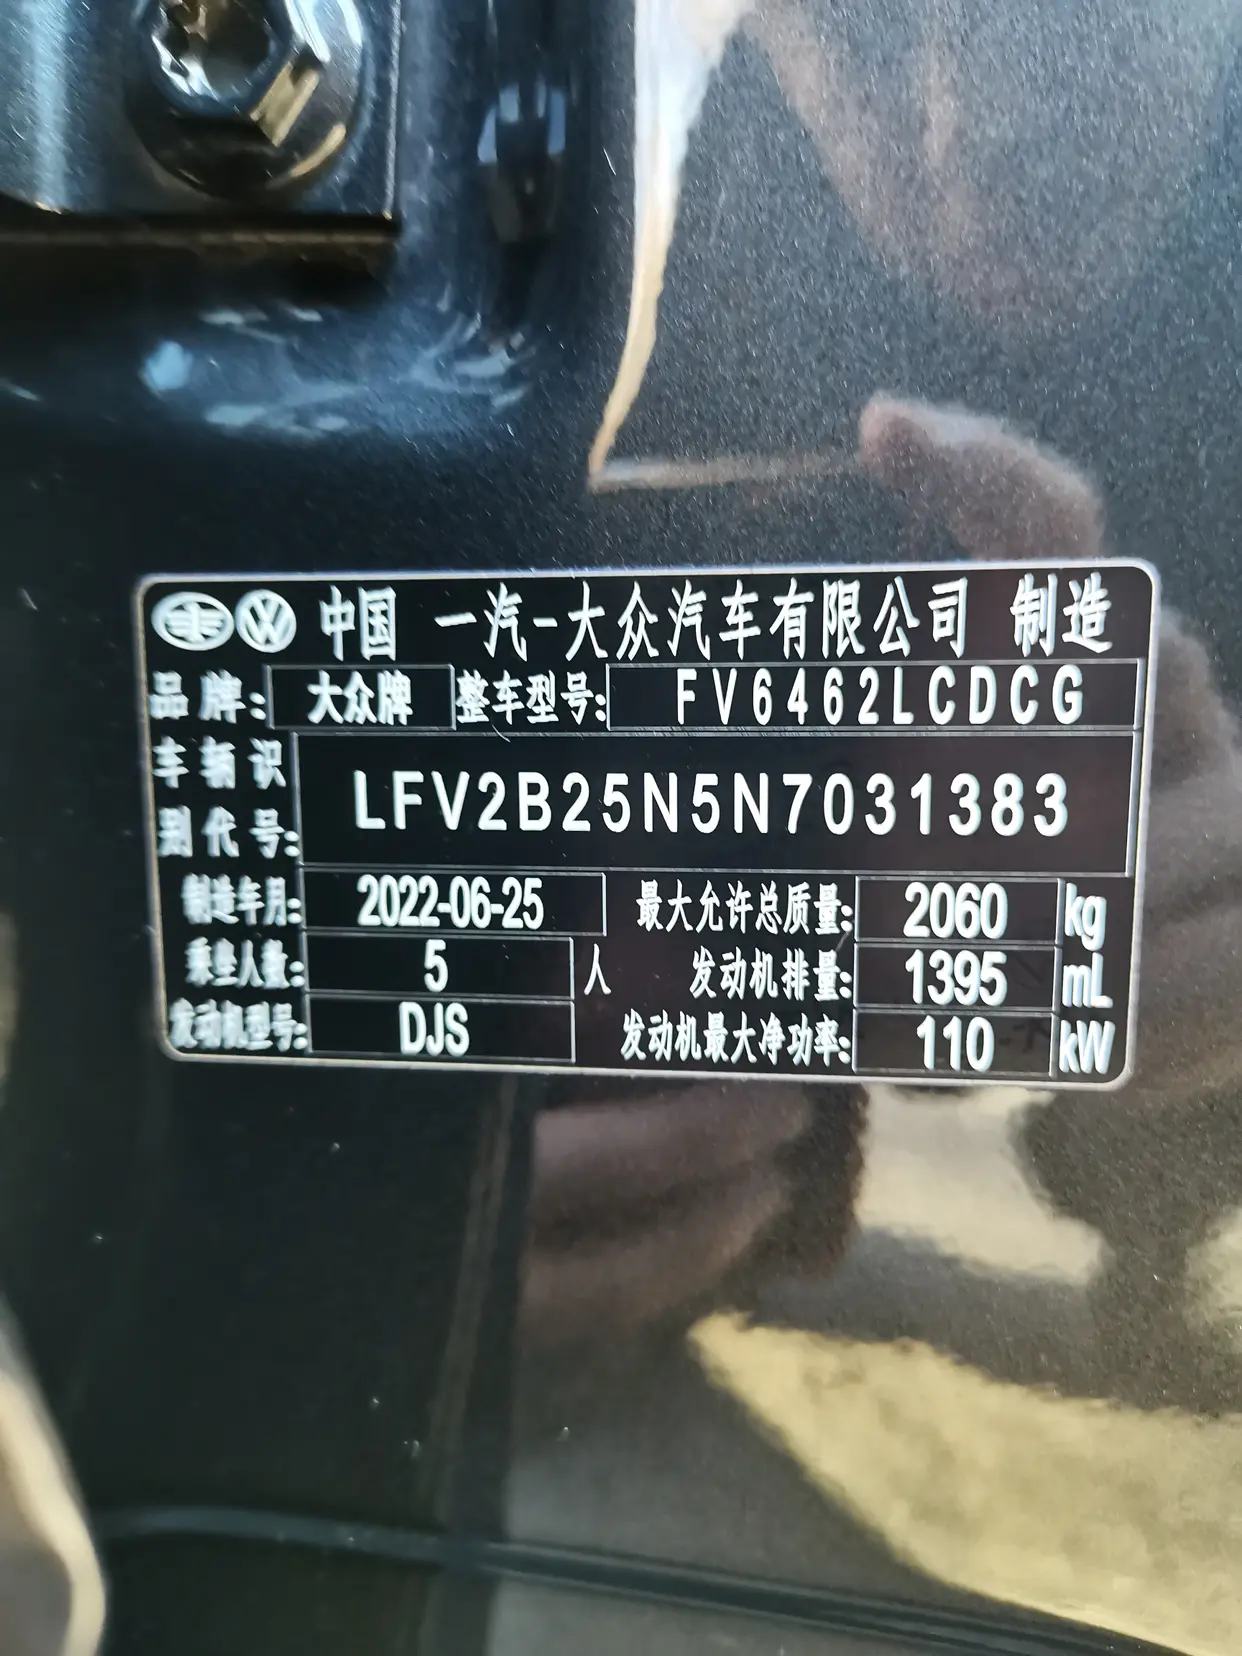 中国 一汽-大众汽车有限公司 制造
品牌: 大众牌 整车型号: FV6462LCDCG
车辆识别代号: LFV2B25N5N7031383
制造年月: 2022-06-25 最大允许总质量: 2060 kg
乘坐人数: 5 人 发动机排量: 1395 mL
发动机型号: DJS 发动机最大净功率: 110 kW